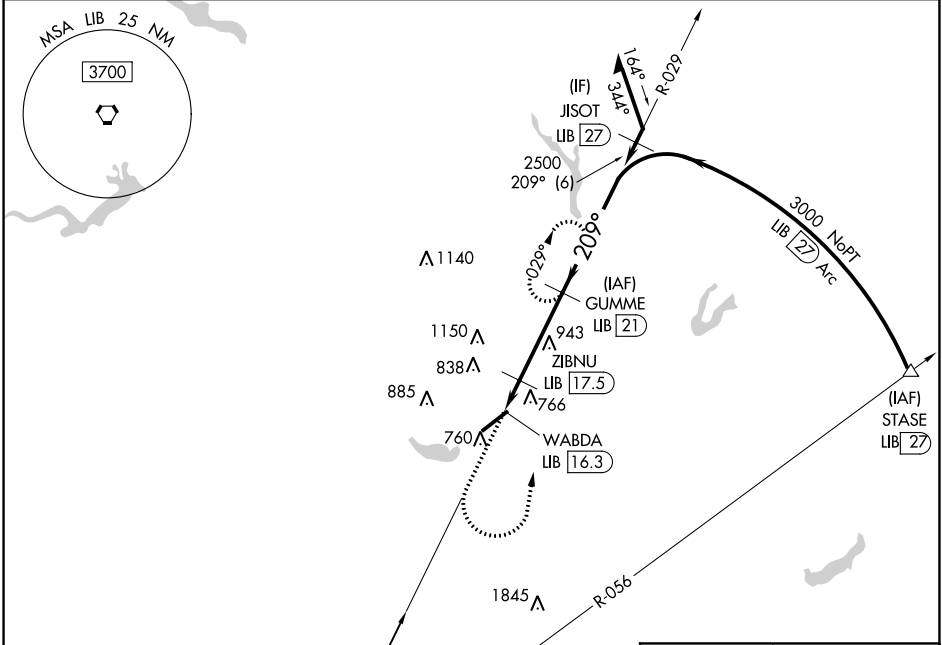 MSA LIB 25 NM
3700
R-029
164°
344°
(IF)
JISOT
LIB 27
2500
209° (6)
3000 NoPT
LIB 27 Arc
209°
029°
1140
(IAF)
GUMME
LIB 21
1150
943
838
ZIBNU
LIB 17.5
885
766
(IAF)
STASE
LIB 27
760
WABDA
LIB 16.3
R-056
1845